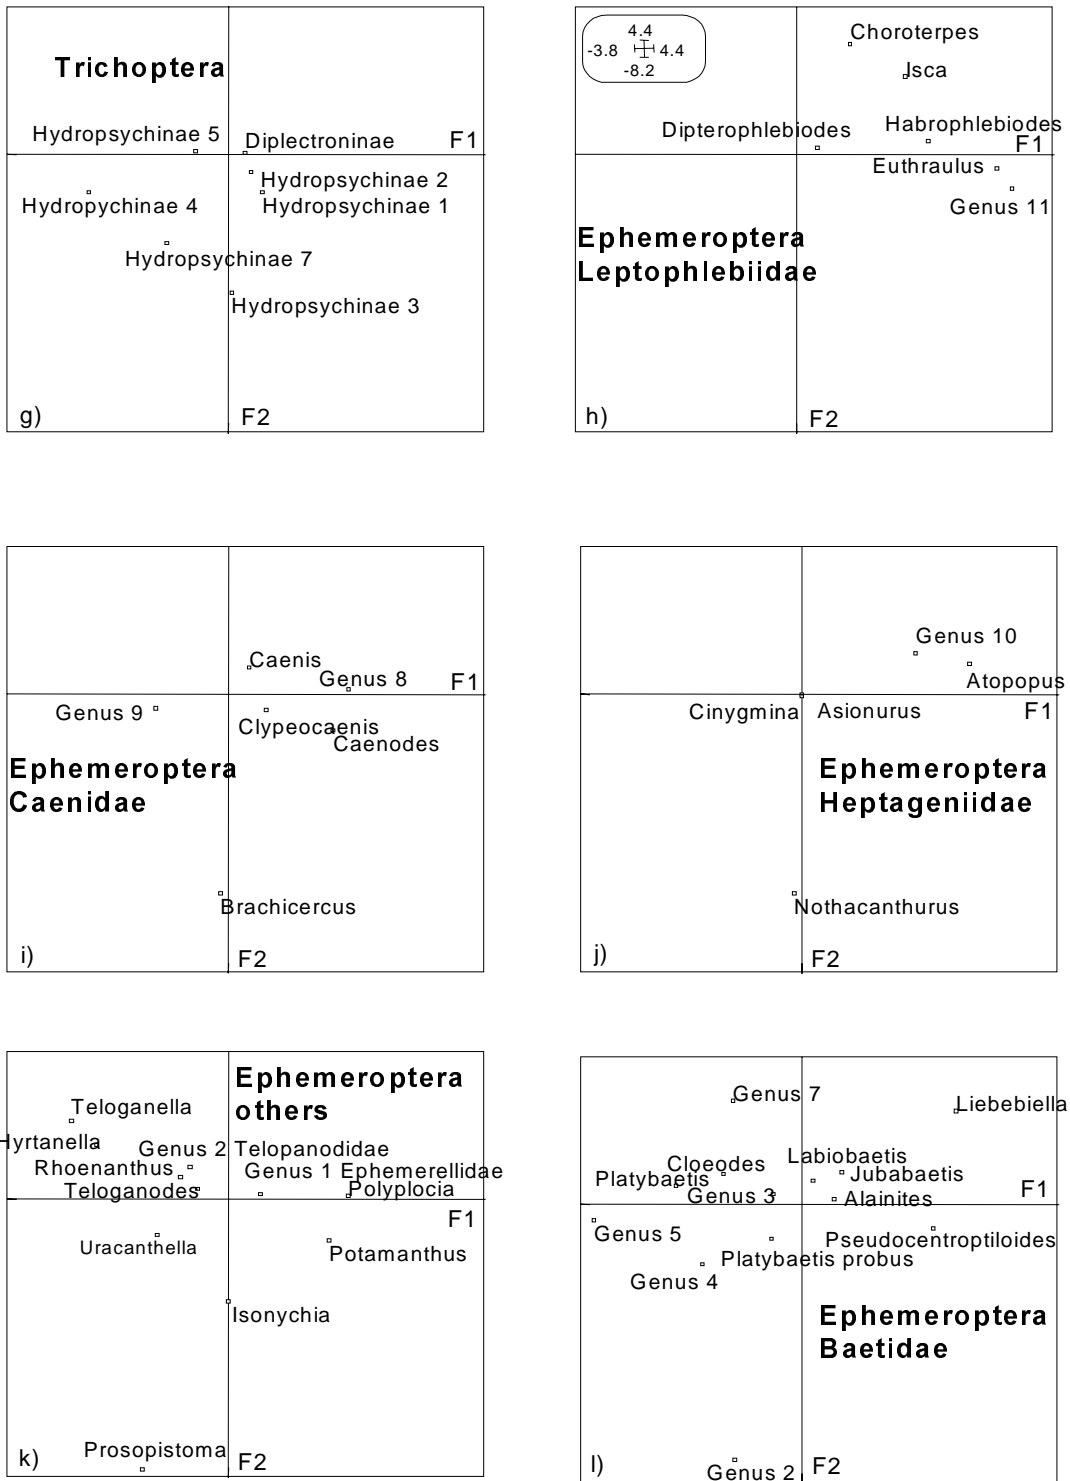 Trichoptera
Hydropsychinae 5
Diplectroninae
F1
Hydropsychinae 2
Hydropychinae 4
Hydropsychinae 1
Hydropsychinae 7
Hydropsychinae 3
g)
F2
4.4
-3.8
4.4
-8.2
Choroterpes
Isca
Dipterophlebiodes
Habrophlebiodes
F1
Euthraulus
Genus 11
Ephemeroptera
Leptophlebiidae
h)
F2
Caenis
Genus 8
F1
Genus 9
Clypeocaenis
Caenodes
Ephemeroptera
Caenidae
Brachicercus
i)
F2
Genus 10
Atopopus
Cinygmina
Asionurus
F1
Ephemeroptera
Heptageniidae
Nothacanthurus
j)
F2
Ephemeroptera
others
Teloganella
Hyrtanella
Genus 2 Telopanodidae
Rhoenanthus
Genus 1 Ephemerellidae
Teloganodes
Polyplocia
F1
Uracanthella
Potamanthus
Isonychia
Prosopistoma
k)
F2
Genus 7
Liebebiella
Labiobaetis
Cloeodes
Jubabaetis
Platybaetis
Genus 3
Alainites
F1
Genus 5
Pseudocentroptiloides
Platybaetis probus
Genus 4
Ephemeroptera
Baetidae
l)
Genus 2
F2